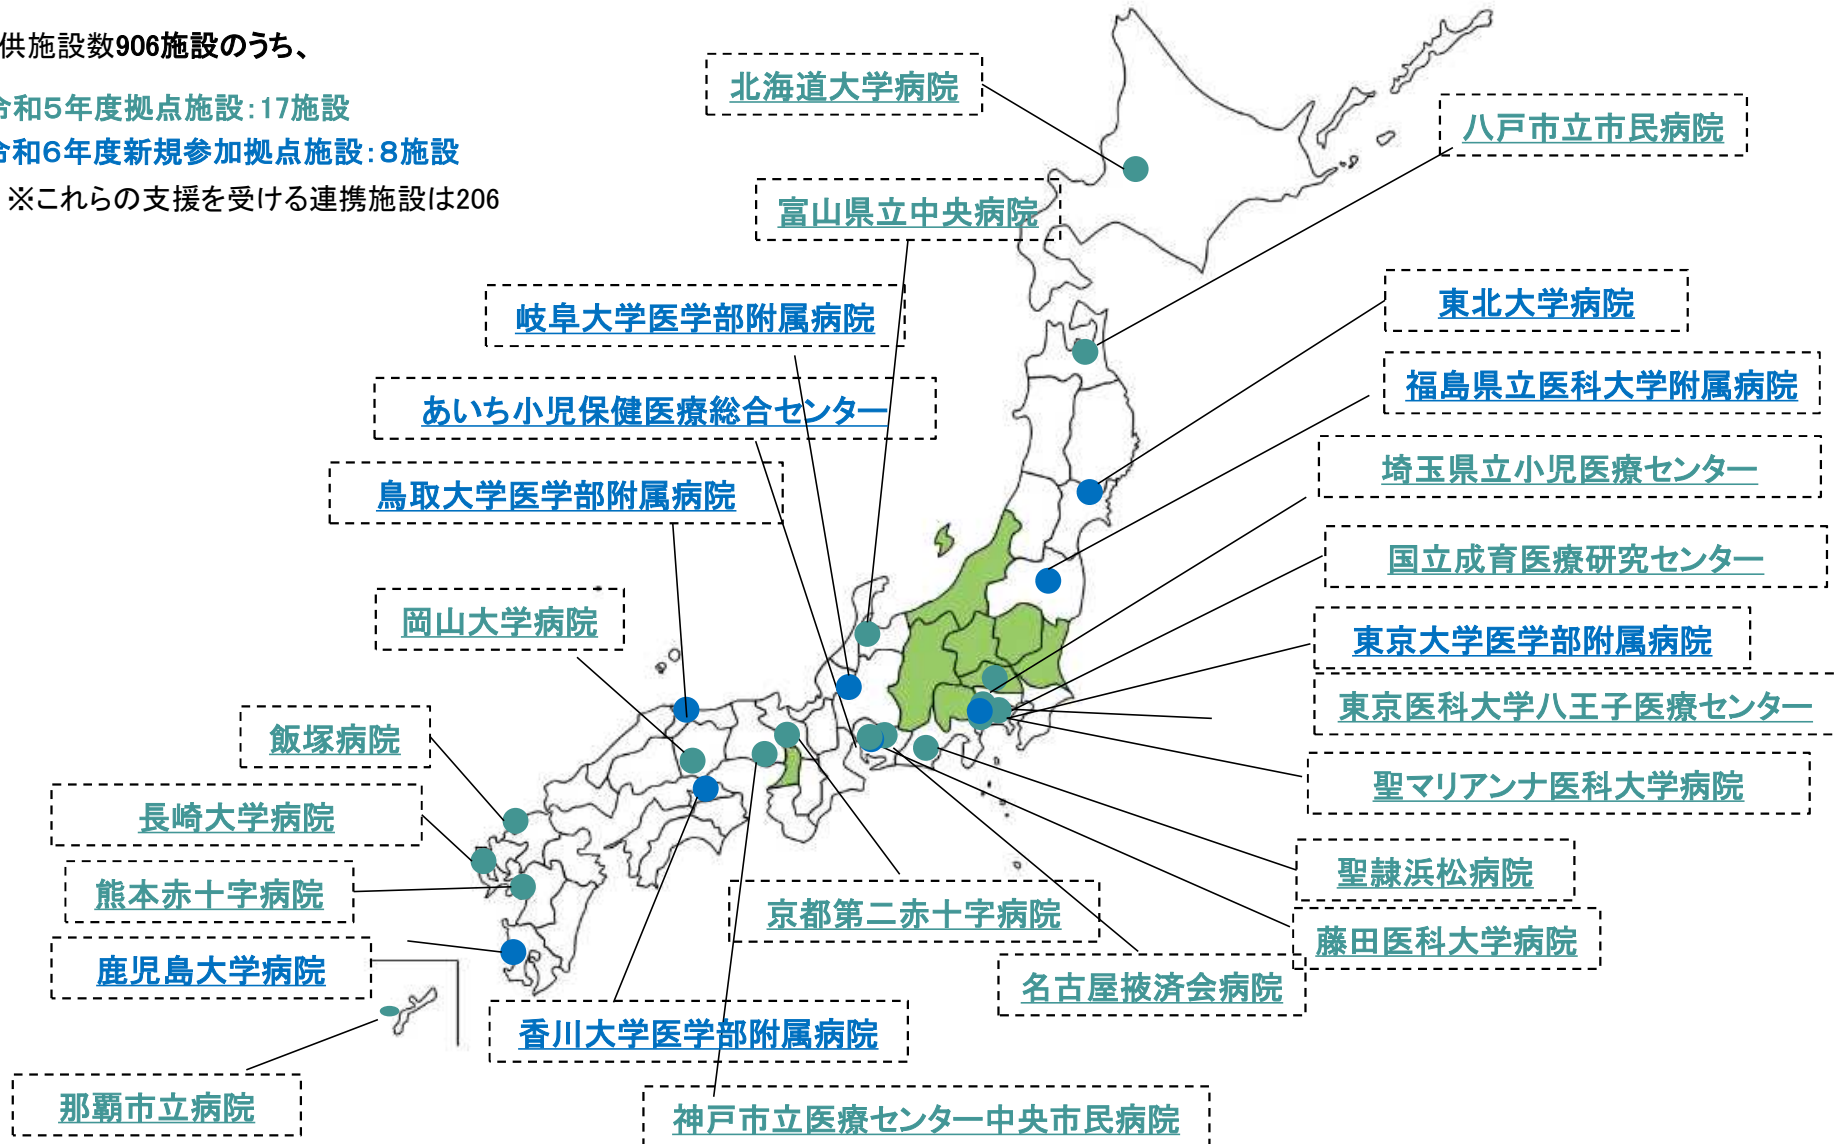 供施設数906施設のうち、
令和5年度拠点施設:17施設
令和6年度新規参加拠点施設:8施設
※これらの支援を受ける連携施設は206
北海道大学病院
八戸市立市民病院
富山県立中央病院
岐阜大学医学部附属病院
東北大学病院
あいち小児保健医療総合センター
福島県立医科大学附属病院
鳥取大学医学部附属病院
埼玉県立小児医療センター
国立成育医療研究センター
岡山大学病院
東京大学医学部附属病院
東京医科大学八王子医療センター
飯塚病院
聖マリアンナ医科大学病院
長崎大学病院
聖隷浜松病院
熊本赤十字病院
京都第二赤十字病院
藤田医科大学病院
鹿児島大学病院
名古屋掖済会病院
香川大学医学部附属病院
那覇市立病院
神戸市立医療センター中央市民病院